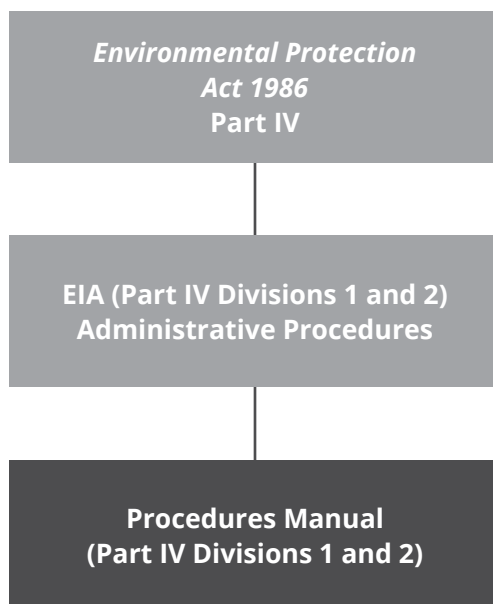 Environmental Protection
Act 1986
Part IV
EIA (Part IV Divisions 1 and 2)
Administrative Procedures
Procedures Manual
(Part IV Divisions 1 and 2)